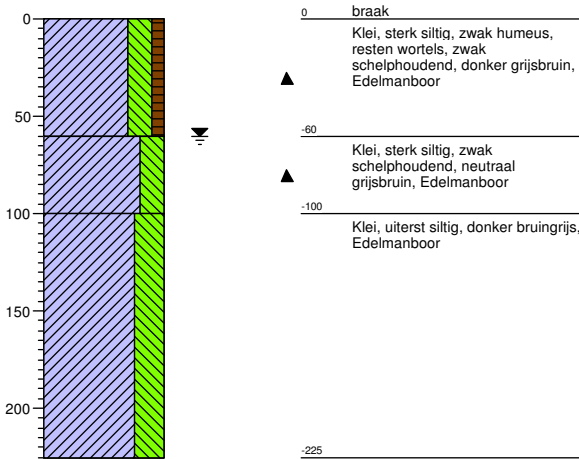 0
50
100
150
200
0
braak
Klei, sterk siltig, zwak humeus,
resten wortels, zwak
schelphoudend, donker grijsbruin,
Edelmanboor
-60
Klei, sterk siltig, zwak
schelphoudend, neutraal
grijsbruin, Edelmanboor
-100
Klei, uiterst siltig, donker bruingrijs,
Edelmanboor
-225